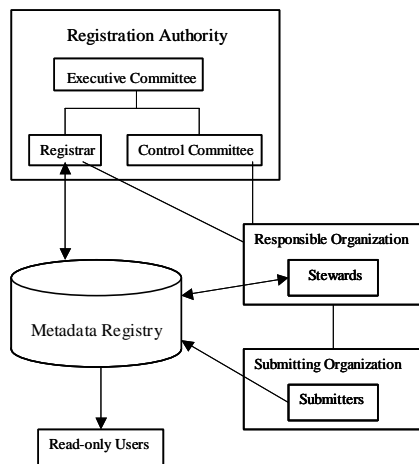 Registration Authority
Executive Committee
Registrar
Control Committee
Responsible Organization
Stewards
Metadata Registry
Submitting Organization
Submitters
Read-only Users